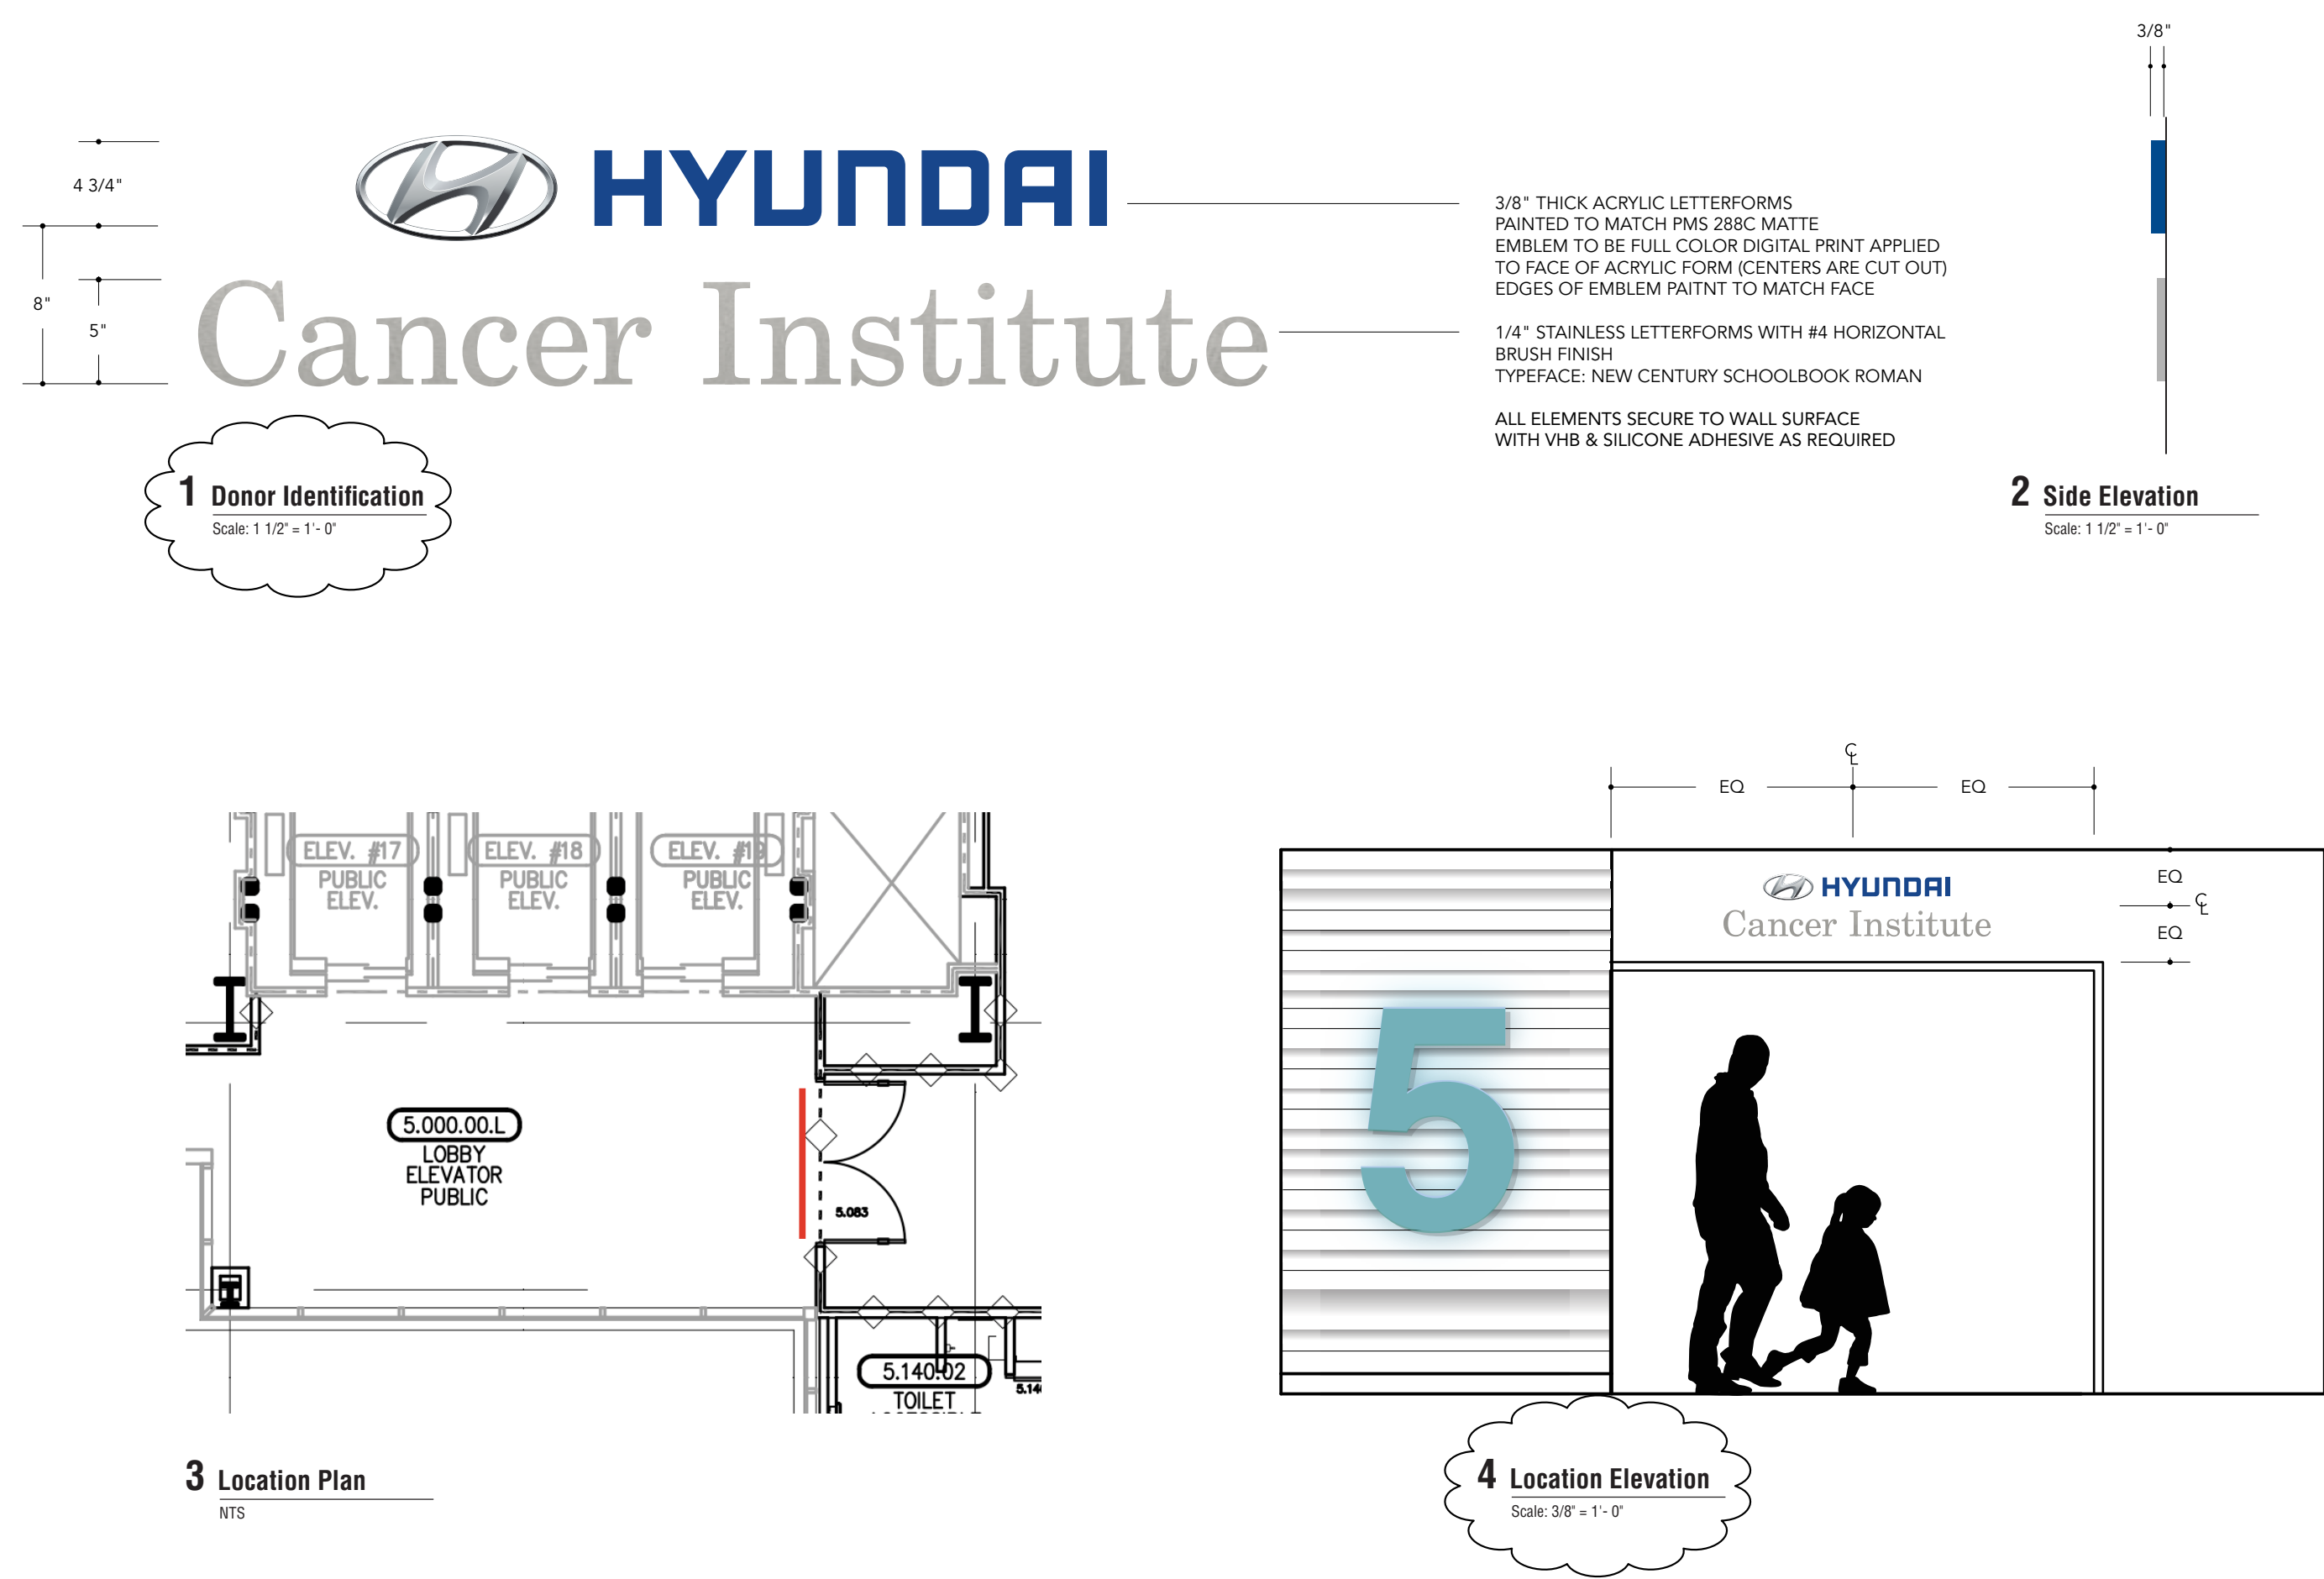 3/8"
4 3/4"
8"
5"
HYUNDAI
Cancer Institute
3/8" THICK ACRYLIC LETTERFORMS
PAINTED TO MATCH PMS 288C MATTE
EMBLEM TO BE FULL COLOR DIGITAL PRINT APPLIED
TO FACE OF ACRYLIC FORM (CENTERS ARE CUT OUT)
EDGES OF EMBLEM PAITNT TO MATCH FACE
1/4" STAINLESS LETTERFORMS WITH #4 HORIZONTAL
BRUSH FINISH
TYPEFACE: NEW CENTURY SCHOOLBOOK ROMAN
ALL ELEMENTS SECURE TO WALL SURFACE
WITH VHB & SILICONE ADHESIVE AS REQUIRED
1 Donor Identification
Scale: 1 1/2" = 1'- 0"
2 Side Elevation
Scale: 1 1/2" = 1'- 0"
ELEV. #17
PUBLIC
ELEV.
ELEV. #18
PUBLIC
ELEV.
ELEV. #19
PUBLIC
ELEV.
5.000.00.L
LOBBY
ELEVATOR
PUBLIC
5.083
5.140.02
TOILET
5.14
3 Location Plan
NTS
CL
EQ
EQ
HYUNDAI
Cancer Institute
EQ
CL
EQ
5
4 Location Elevation
Scale: 3/8" = 1'- 0"